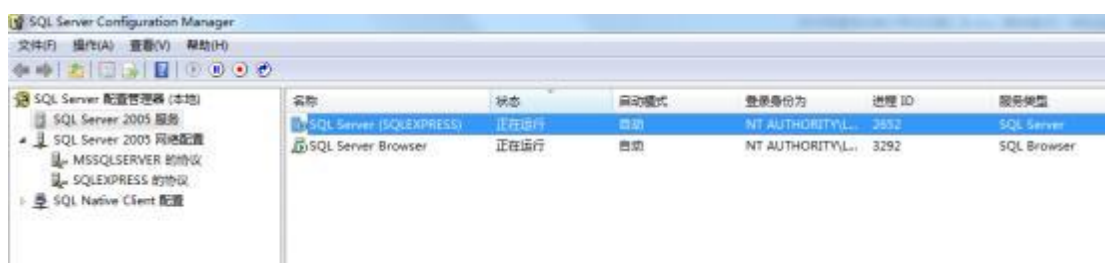 SQL Server Configuration Manager
文件(F) 操作(A) 查看(V) 帮助(H)
SQL Server 配置管理器 (本地)
SQL Server 2005 服务
SQL Server 2005 网络配置
MSSQLSERVER 的协议
SQLEXPRESS 的协议
SQL Native Client 配置
名称 状态 启动模式 登录身份为 进程 ID 服务类型
SQL Server (SQLEXPRESS) 正在运行 自动 NT AUTHORITY\L... 2652 SQL Server
SQL Server Browser 正在运行 自动 NT AUTHORITY\L... 3292 SQL Browser